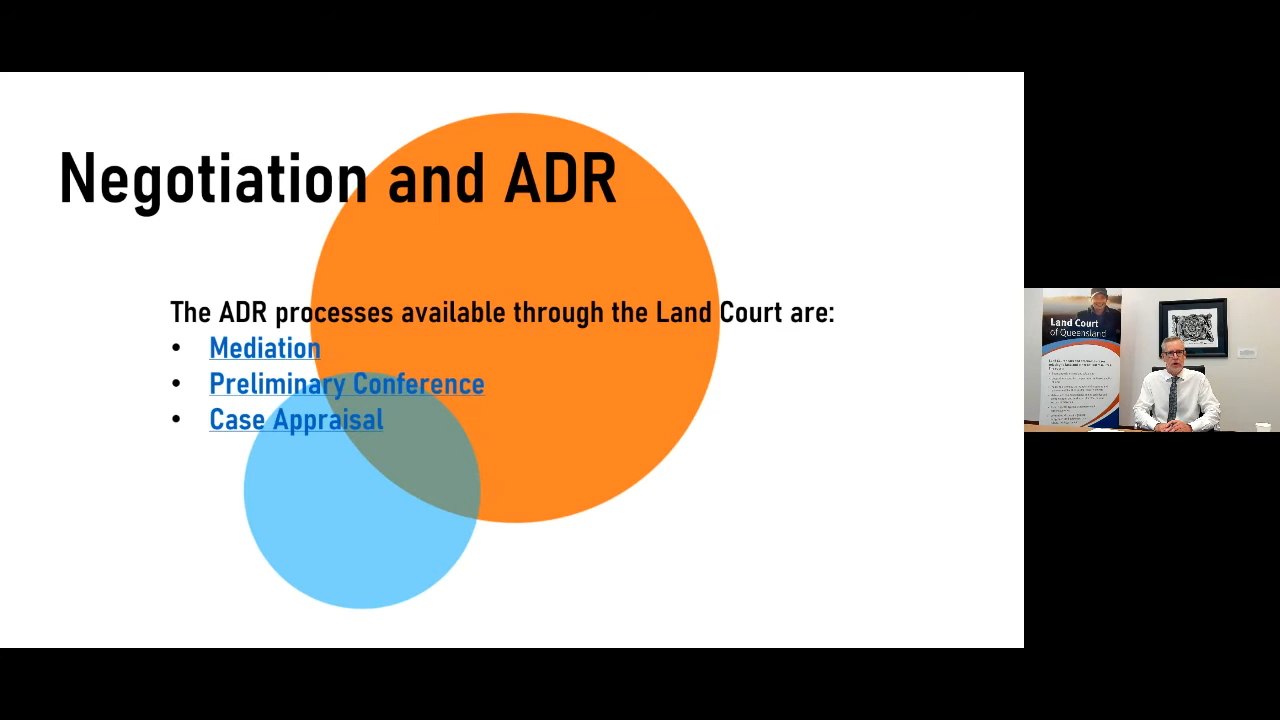 Negotiation and ADR
The ADR processes available through the Land Court are:
• Mediation
• Preliminary Conference
• Case Appraisal
Land Court
of Queensland